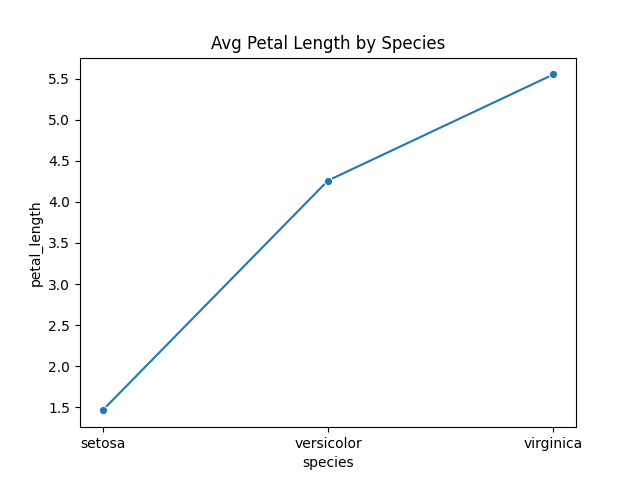 Avg Petal Length by Species
5.5
5.0
4.5
4.0
3.5
3.0
2.5
2.0
1.5
petal_length
setosa versicolor virginica
species